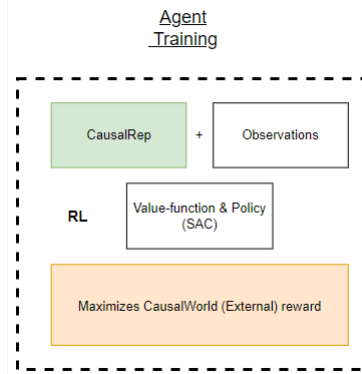 Agent
Training
CausalRep + Observations
RL
Value-function & Policy
(SAC)
Maximizes CausalWorld (External) reward